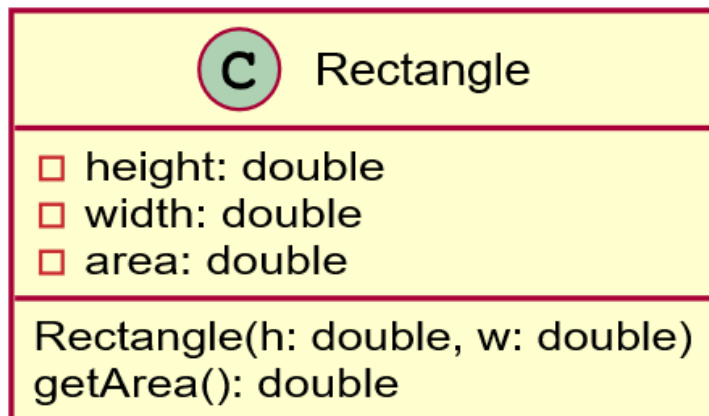 C Rectangle
height: double
width: double
area: double
Rectangle(h: double, w: double)
getArea(): double